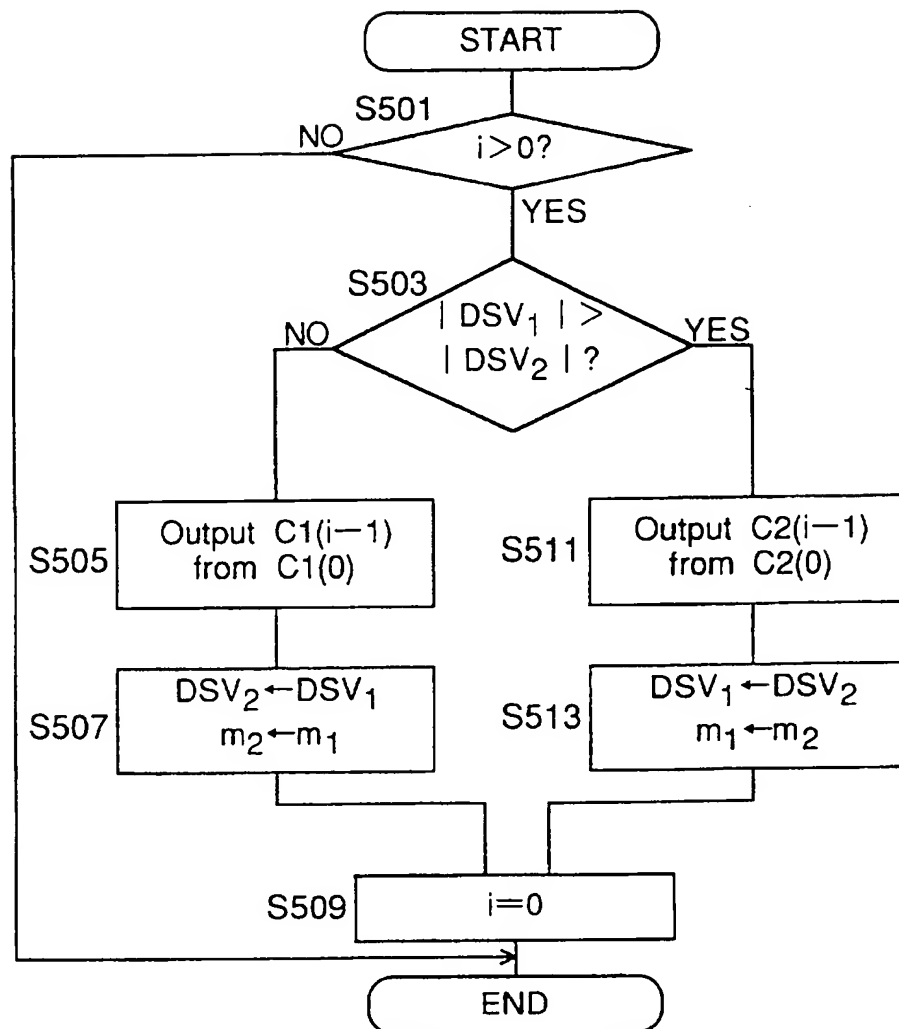 START
S501
NO
i>0?
YES
S503
NO
| DSV₁ | >
| DSV₂ | ?
YES
S505
Output C1(i−1)
from C1(0)
S511
Output C2(i−1)
from C2(0)
S507
DSV₂←DSV₁
m₂←m₁
S513
DSV₁←DSV₂
m₁←m₂
S509
i=0
END